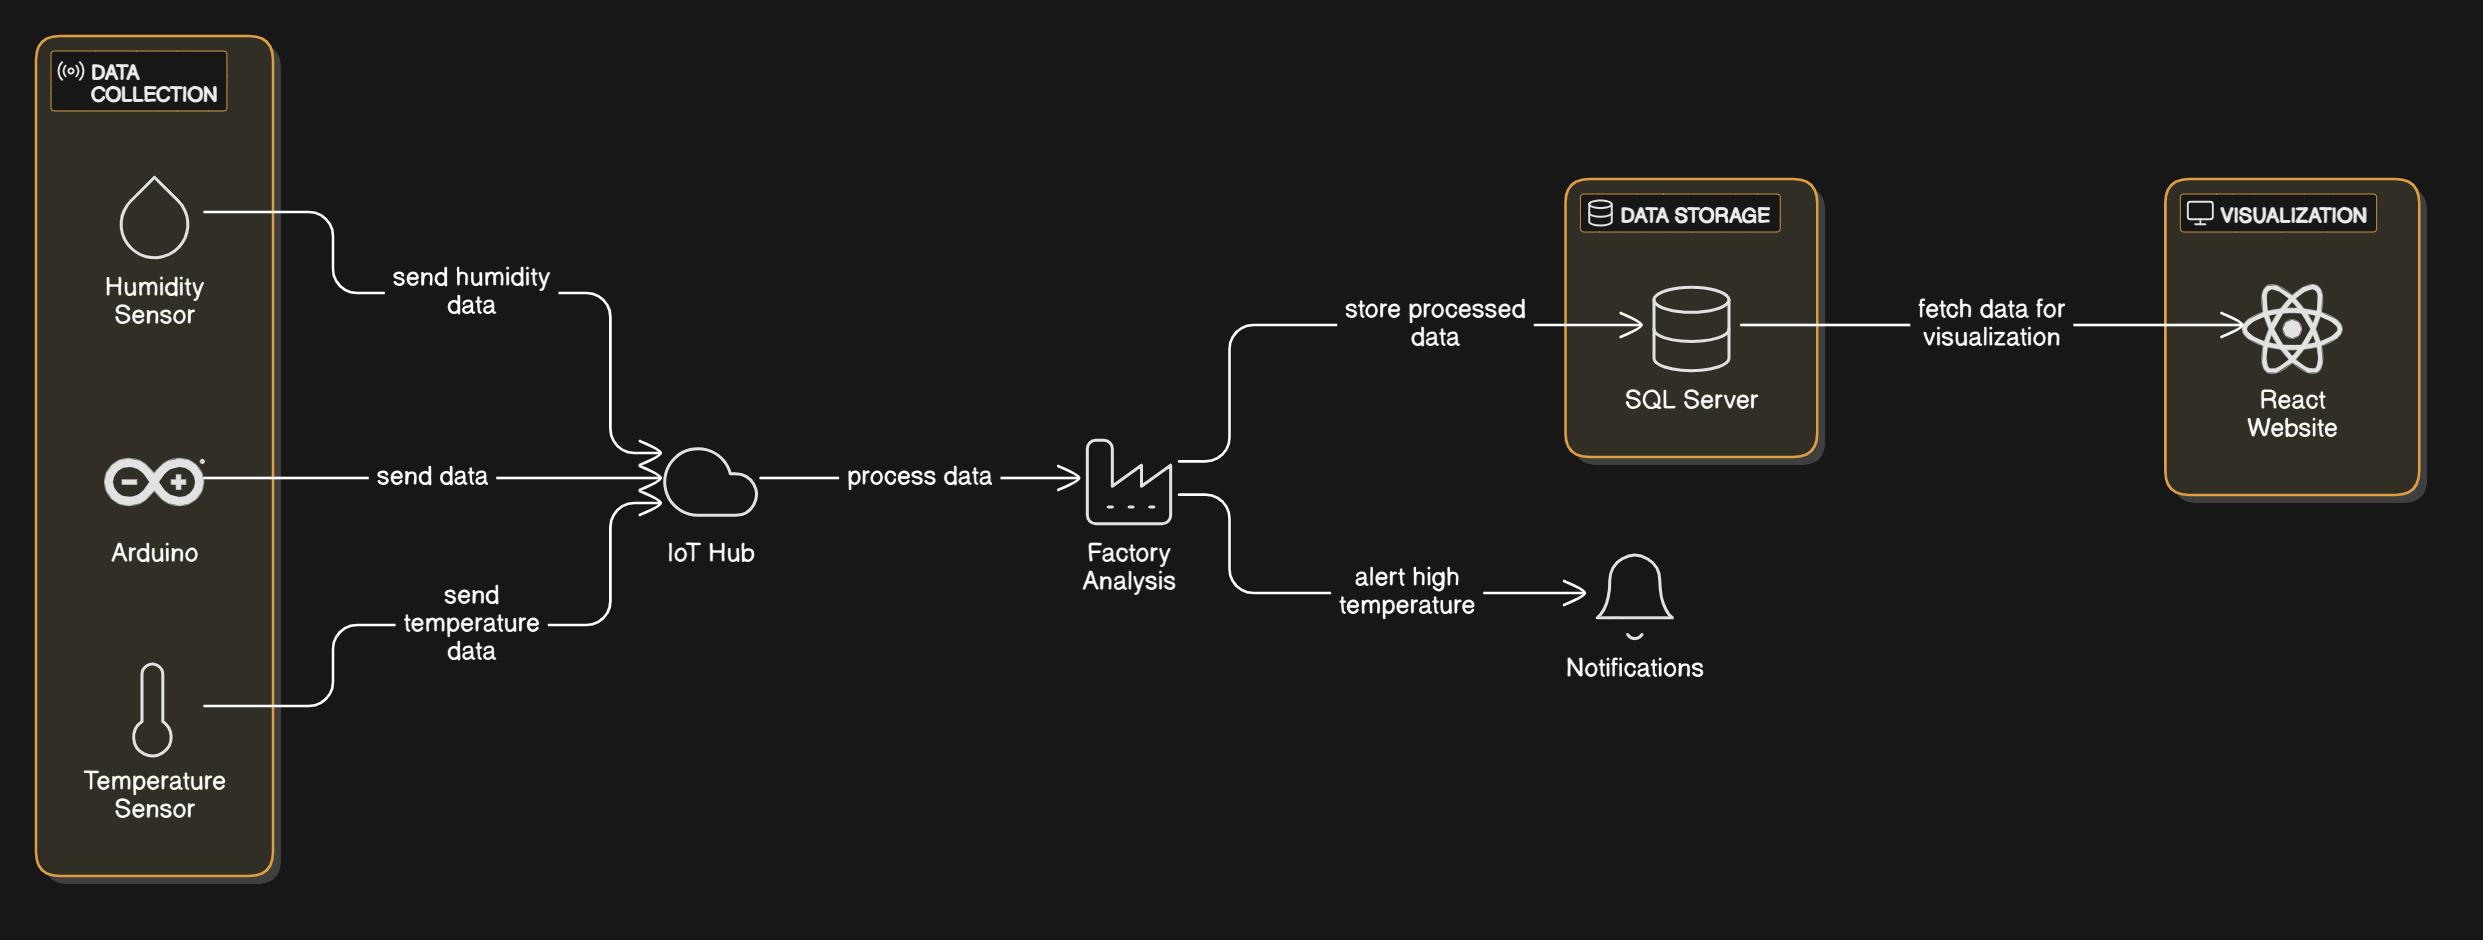 DATA
COLLECTION
Humidity
Sensor
send humidity
data
Arduino
send data
IoT Hub
send
temperature
data
Temperature
Sensor
process data
Factory
Analysis
store processed
data
DATA STORAGE
SQL Server
fetch data for
visualization
VISUALIZATION
React
Website
alert high
temperature
Notifications